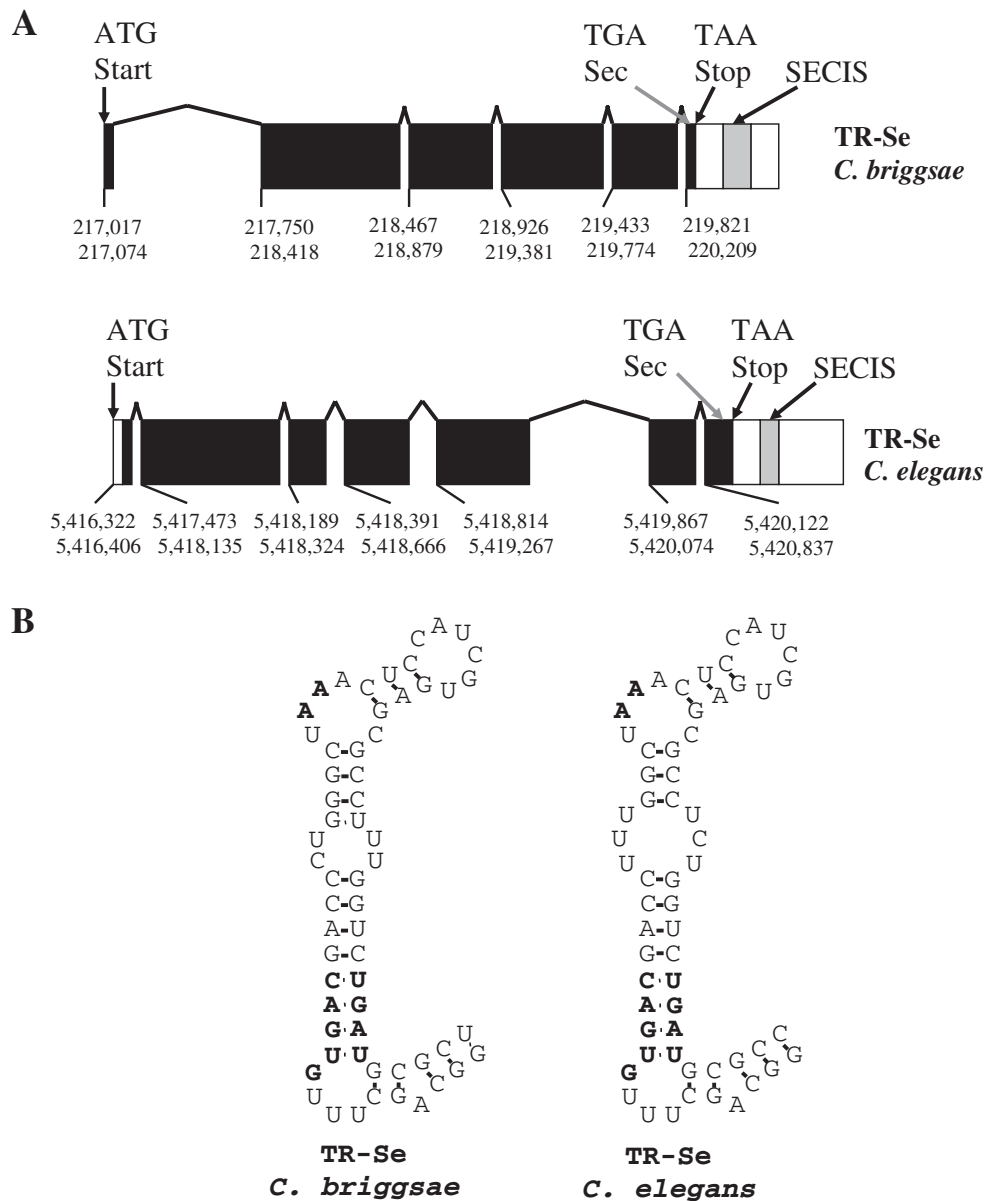 A
ATG
Start
TGA
Sec
TAA
Stop
SECIS
TR-Se
C. briggsae
217,017
217,074
217,750
218,418
218,467
218,879
218,926
219,381
219,433
219,774
219,821
220,209
ATG
Start
TGA
Sec
TAA
Stop
SECIS
TR-Se
C. elegans
5,416,322
5,416,406
5,417,473
5,418,135
5,418,189
5,418,324
5,418,391
5,418,666
5,418,814
5,419,267
5,419,867
5,420,074
5,420,122
5,420,837
B
A U
C C
C G
U G U
A A C A
A G
U C
C-G
G-C
G-C
G·U
U U
C U
C-G
C-G
A-U
G-C
C·U
A·G
G·A
U·U
G
U
U U U
G C
C G
A C G G
G C U G
TR-Se
C. briggsae
A U
C C
C G
U G U
A A C A
A G
U C
C-G
G-C
G-C
U U
U C
U U
C-G
C-G
A-U
G-C
C·U
A·G
G·A
U·U
G
U
U U U
G C
C G
A C G G
G C C
TR-Se
C. elegans